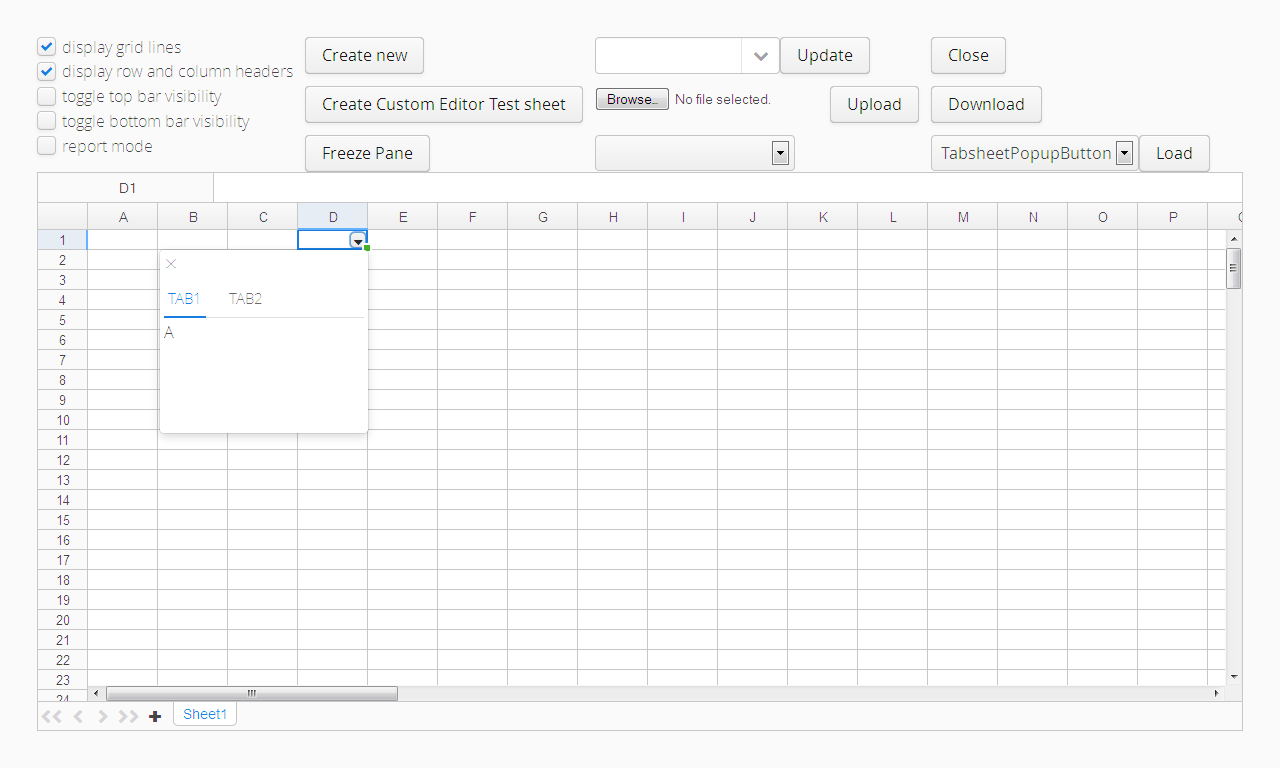 display grid lines
display row and column headers
toggle top bar visibility
toggle bottom bar visibility
report mode
Create new
Update
Close
Create Custom Editor Test sheet
Browse... No file selected.
Upload
Download
Freeze Pane
TabsheetPopupButton
Load
D1
A B C D E F G H I J K L M N O P
1
2
3
4
5
6
7
8
9
10
11
12
13
14
15
16
17
18
19
20
21
22
23
24
TAB1 TAB2
A
Sheet1